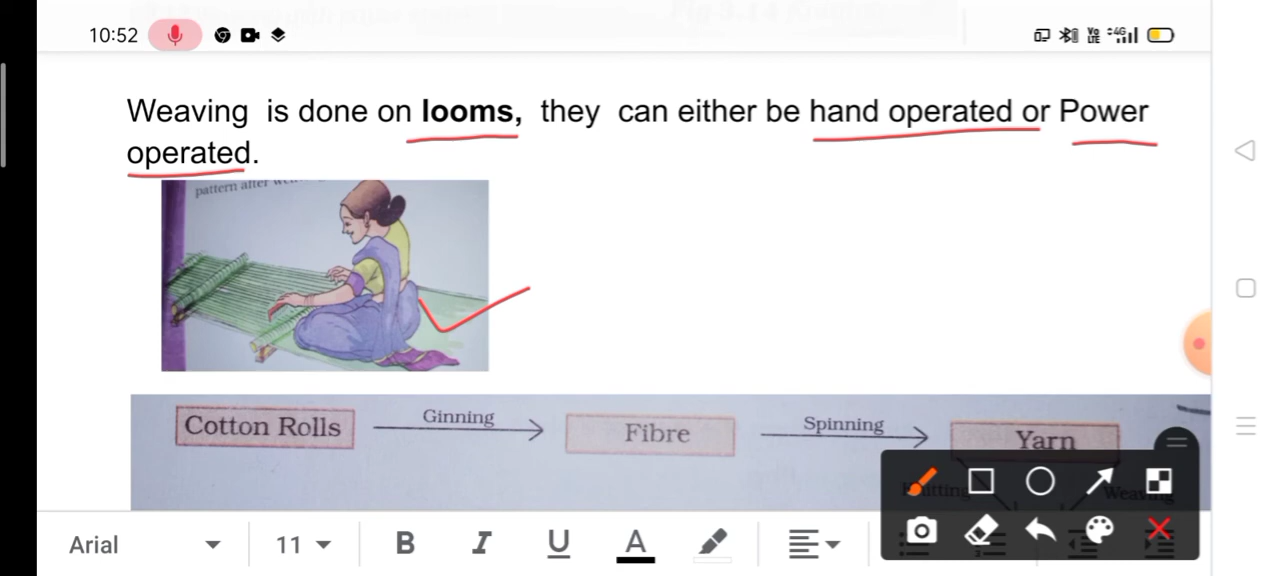 10:52
Weaving is done on looms, they can either be hand operated or Power
operated.
pattern after
Cotton Rolls
Ginning
Fibre
Spinning
Yarn
Knitting
Weaving
Arial
11
B
I
U
A